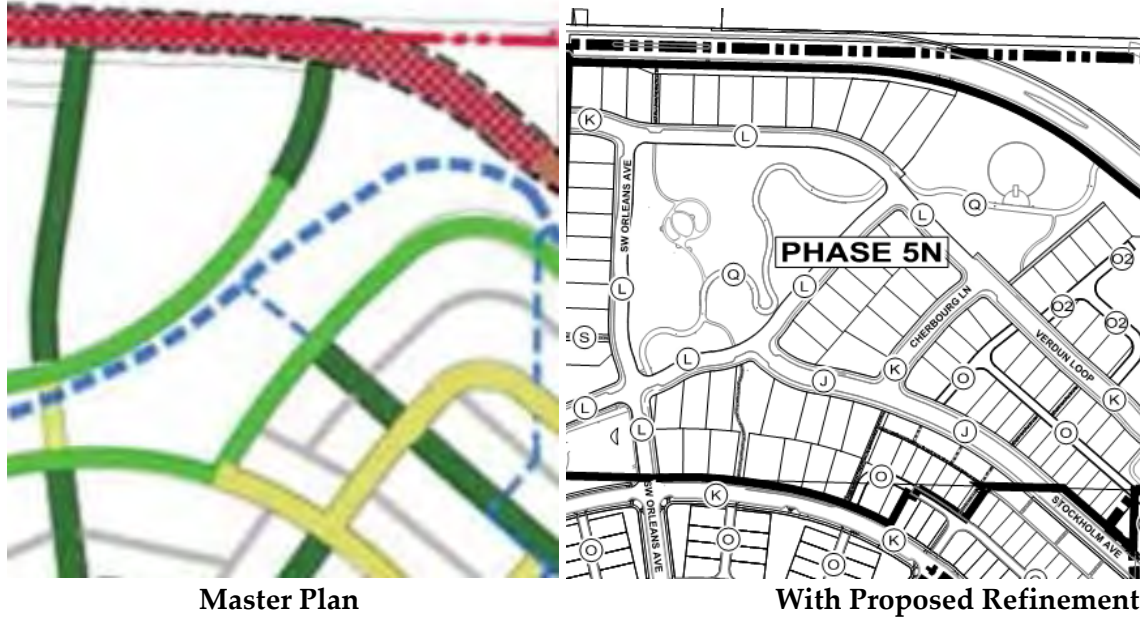 K
L
SW ORLEANS AVE
Q
L
PHASE 5N
O2
Q
L
L
CHERBOURG LN
O2
O2
S
L
VERDUN LOOP
J
K
O
K
L
L
J
O
O
K
SW ORLEANS AVE
STOCKHOLM AVE
K
O
O
O
O
Master Plan
With Proposed Refinement